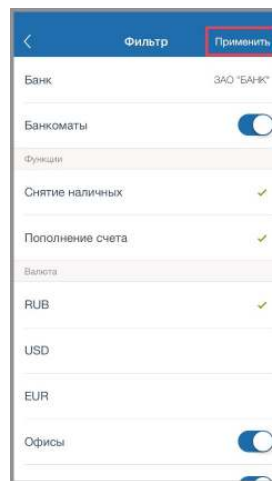 Фильтр Применить
Банк ЗАО "БАНК"
Банкоматы
Функции
Снятие наличных
Пополнение счета
Валюта
RUB
USD
EUR
Офисы